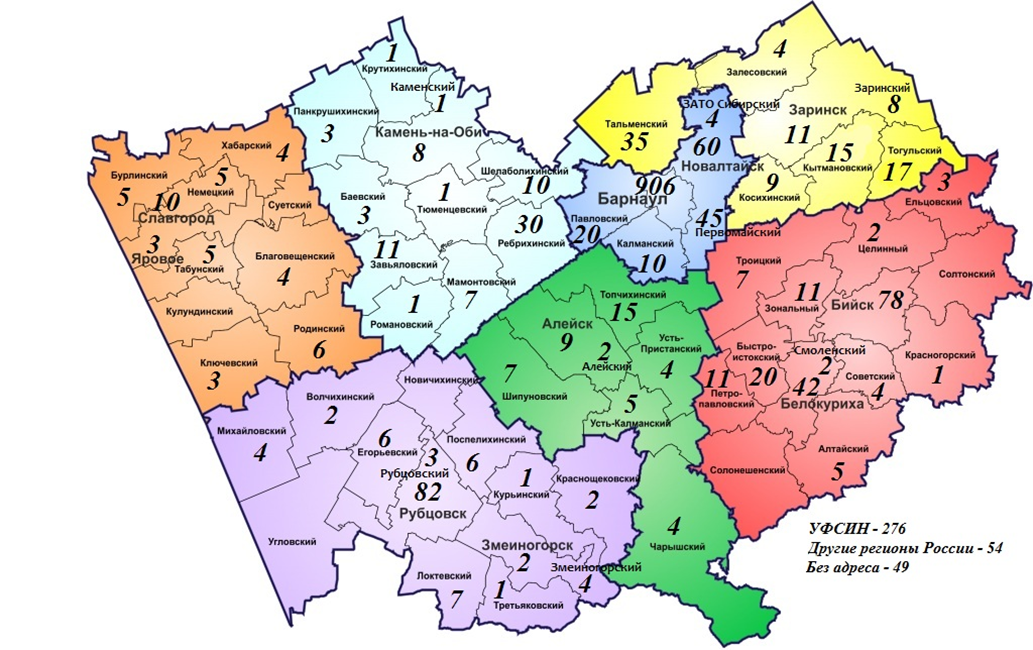 1
Крутихинский
Каменский
1
Панкрушихинский
3
Камень-на-Оби
8
Шелаболихинский
10
Баевский
3
1
Тюменцевский
30
Ребрихинский
11
Завьяловский
Мамонтовский
7
1
Романовский
Хабарский
4
Бурлинский
5
5
Немецкий
10
Славгород
Суетский
3
Яровое
5
Табунский
Благовещенский
4
Кулундинский
Родинский
6
Ключевский
3
4
Залесовский
Тальменский
35
Заринский
8
Заринск
11
15
Кытмановский
Тогульский
17
9
Косихинский
ЗАТО Сибирский
4
60
Новалтайск
906
Барнаул
45
Первомайский
Павловский
20
Калманский
10
3
Ельцовский
2
Целинный
Троицкий
7
Солтонский
11
Зональный
Бийск 78
Быстро-
истокский
20
Смоленский
2
42
Белокуриха
Советский
4
Красногорский
1
11
Петро-
павловский
Алтайский
5
Солонешенский
Топчихинский
15
Алейск
9
2
Алейский
Усть-
Пристанский
4
7
Шипуновский
5
Усть-Калманский
4
Чарышский
Новичихинский
Волчихинский
2
Михайловский
4
6
Егорьевский
3
Рубцовский
82
Рубцовск
Поспелихинский
6
1
Курьинский
Краснощековский
2
Угловский
Змеиногорск
2
Змеиногорский
4
Локтевский
7
1
Третьяковский
УФСИН - 276
Другие регионы России - 54
Без адреса - 49